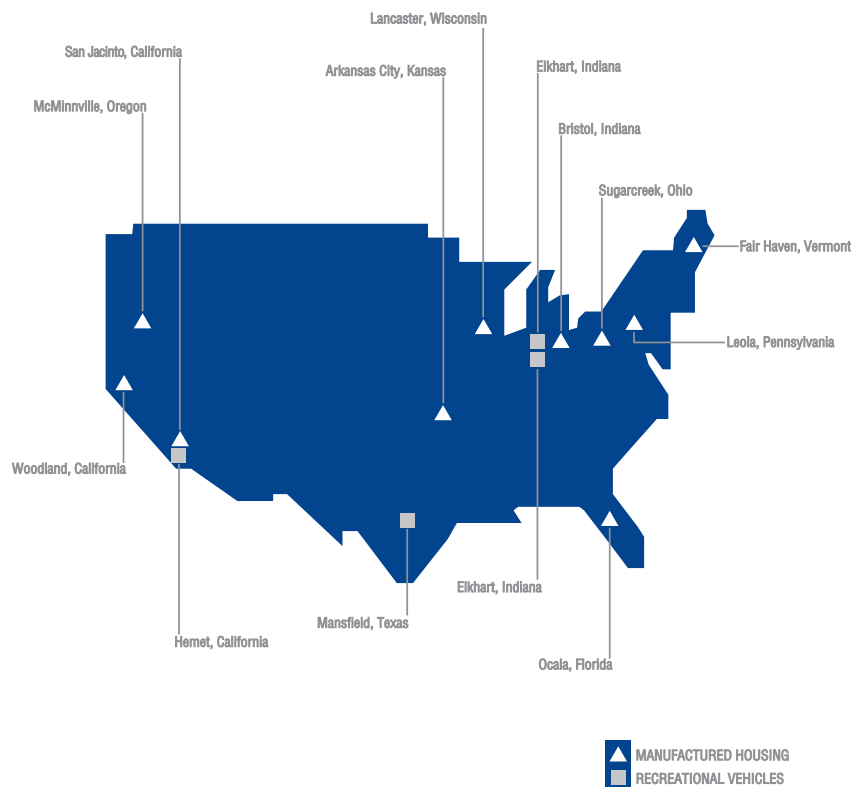 Lancaster, Wisconsin
San Jacinto, California
Arkansas City, Kansas
Elkhart, Indiana
McMinnville, Oregon
Bristol, Indiana
Sugarcreek, Ohio
Fair Haven, Vermont
Leola, Pennsylvania
Woodland, California
Elkhart, Indiana
Mansfield, Texas
Hemet, California
Ocala, Florida
MANUFACTURED HOUSING
RECREATIONAL VEHICLES